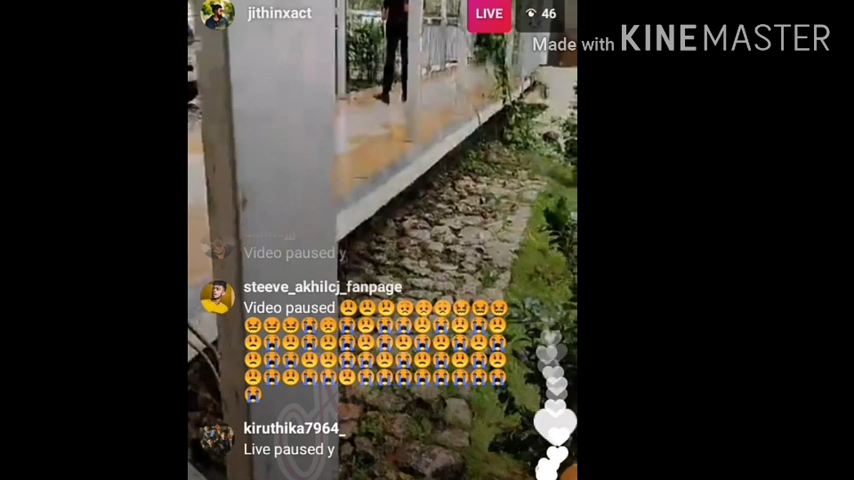 jithinxact
LIVE
46
Made with KINEMASTER
Video paused y
steeve_akhilcj_fanpage
Video paused 😃😃😃😞😞😞😆😆😆
😆😆😆😭😞😭😃😭😭😃😭😃😭😃
😃😭😃😭😃😭😃😭😃😭😃😭😭😃
😃😭😭😃😃😭😭😃😭😃😭😃😭😭
😃😭😃😭😭😃😭😭😭😭😭😭😭😭
😭
kiruthika7964_
Live paused y